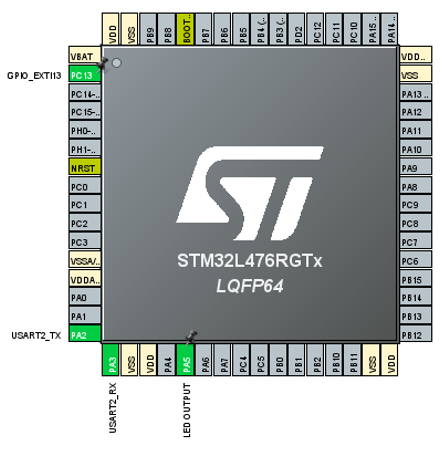 VDD
VSS
PB9
PB8
BOOT..
PB7
PB6
PB5
PB4 (..
PB3 (..
PD2
PC12
PC11
PC10
PA15..
PA14..
VBAT
GPIO_EXTI13 PC13
PC14-..
PC15-..
PH0-..
PH1-..
NRST
PC0
PC1
PC2
PC3
VSSA/..
VDDA..
PA0
PA1
USART2_TX PA2
VDD..
VSS
PA13 ..
PA12
PA11
PA10
PA9
PA8
PC9
PC8
PC7
PC6
PB15
PB14
PB13
PB12
STM32L476RGTx
LQFP64
PA3
VSS
VDD
PA4
PA5
PA6
PA7
PC4
PC5
PB0
PB1
PB2
PB10
PB11
VSS
VDD
USART2_RX
LED OUTPUT